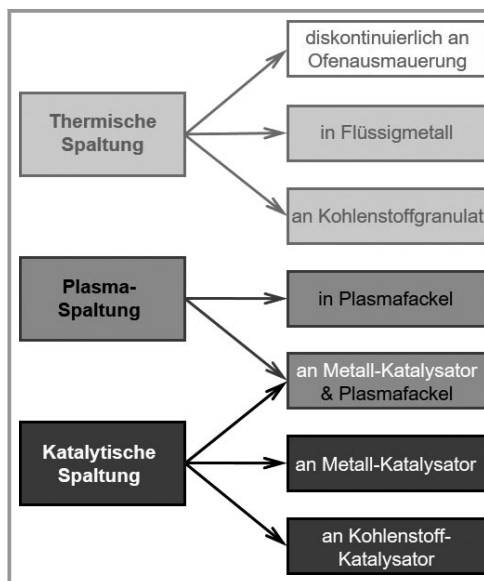 diskontinuierlich an
Ofenausmauerung
Thermische
Spaltung
in Flüssigmetall
an Kohlenstoffgranulat
Plasma-
Spaltung
in Plasmafackel
an Metall-Katalysator
& Plasmafackel
Katalytische
Spaltung
an Metall-Katalysator
an Kohlenstoff-
Katalysator